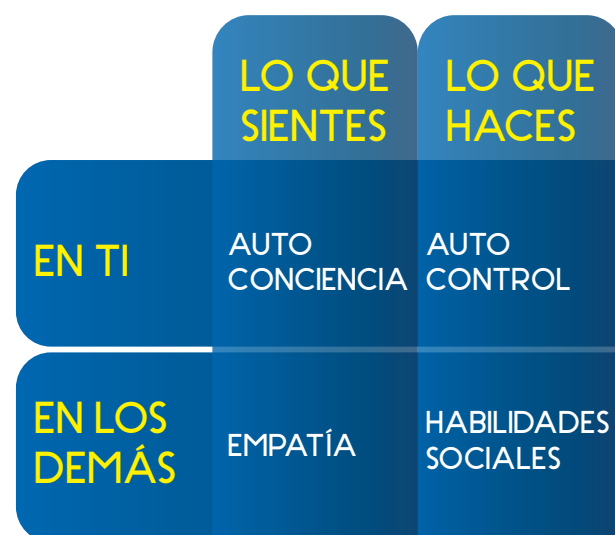 LO QUE
SIENTES
LO QUE
HACES
EN TI
AUTO
CONCIENCIA
AUTO
CONTROL
EN LOS
DEMÁS
EMPATÍA
HABILIDADES
SOCIALES